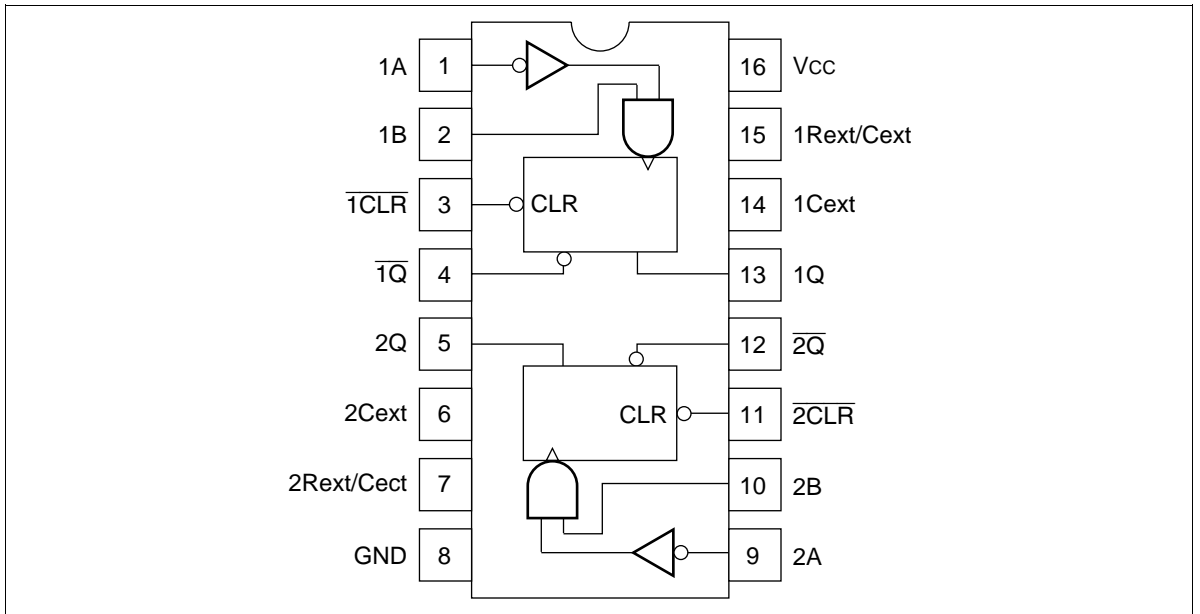 1A 1 16 VCC
1B 2 15 1Rext/Cext
1CLR 3 CLR 14 1Cext
1Q 4 13 1Q
2Q 5 12 2Q
2Cext 6 CLR 11 2CLR
2Rext/Cect 7 10 2B
GND 8 9 2A